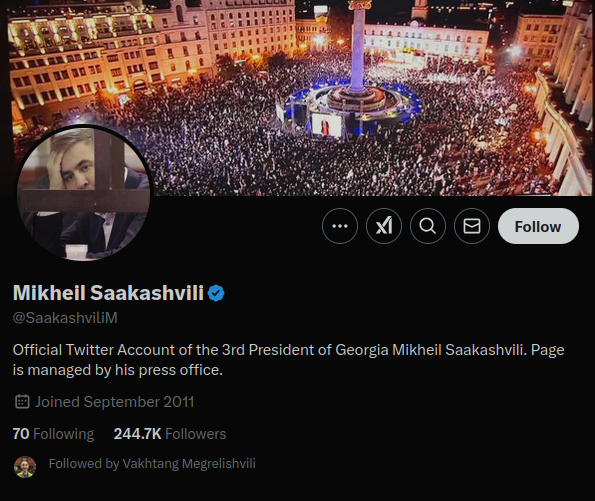 Follow
Mikheil Saakashvili
@SaakashviliM
Official Twitter Account of the 3rd President of Georgia Mikheil Saakashvili. Page
is managed by his press office.
Joined September 2011
70 Following 244.7K Followers
Followed by Vakhtang Megrelishvili